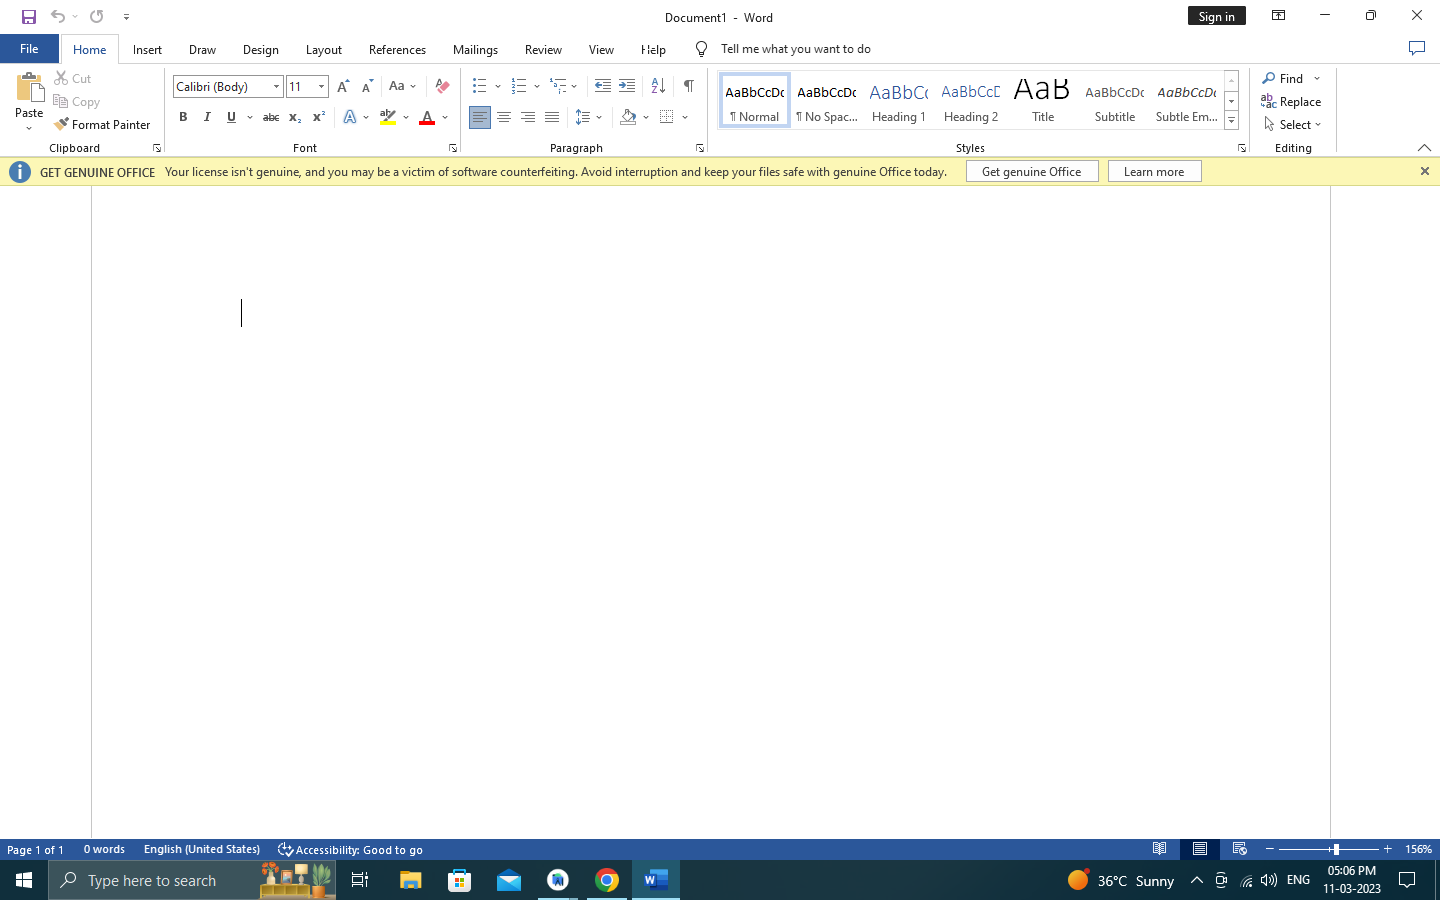 Document1 - Word
Sign in
File Home Insert Draw Design Layout References Mailings Review View Help Tell me what you want to do
Paste
Cut
Copy
Format Painter
Clipboard
Calibri (Body) 11
Aa
B I U abc x₂ x² A ab A
Font
A Z ¶
Paragraph
AaBbCcDc AaBbCcDc AaBbCc AaBbCcD AaB AaBbCcDc AaBbCcDc
¶ Normal ¶ No Spac... Heading 1 Heading 2 Title Subtitle Subtle Em...
Styles
Find
Replace
Select
Editing
GET GENUINE OFFICE Your license isn't genuine, and you may be a victim of software counterfeiting. Avoid interruption and keep your files safe with genuine Office today. Get genuine Office Learn more
Page 1 of 1 0 words English (United States) Accessibility: Good to go 156%
Type here to search
36°C Sunny ENG
05:06 PM
11-03-2023